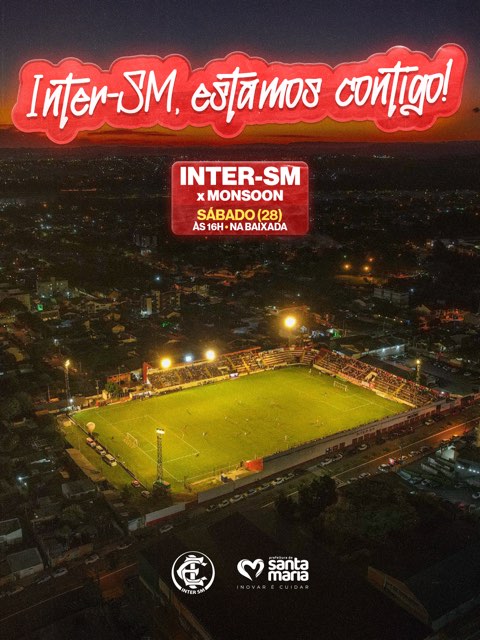 Inter-SM, estamos contigo!
INTER-SM
x MONSOON
SÁBADO (28)
ÀS 16H • NA BAIXADA
INTER SM
prefeitura de
santa
maria
INOVAR É CUIDAR